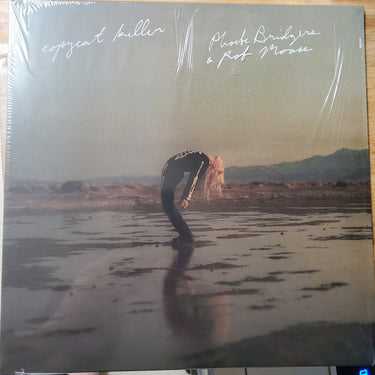 copycat killer
Phoebe Bridgers
& Rob Moose